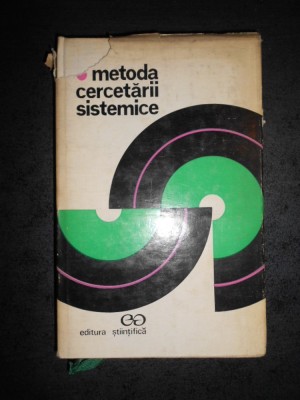 metoda
cercetării
sistemice
editura științifică